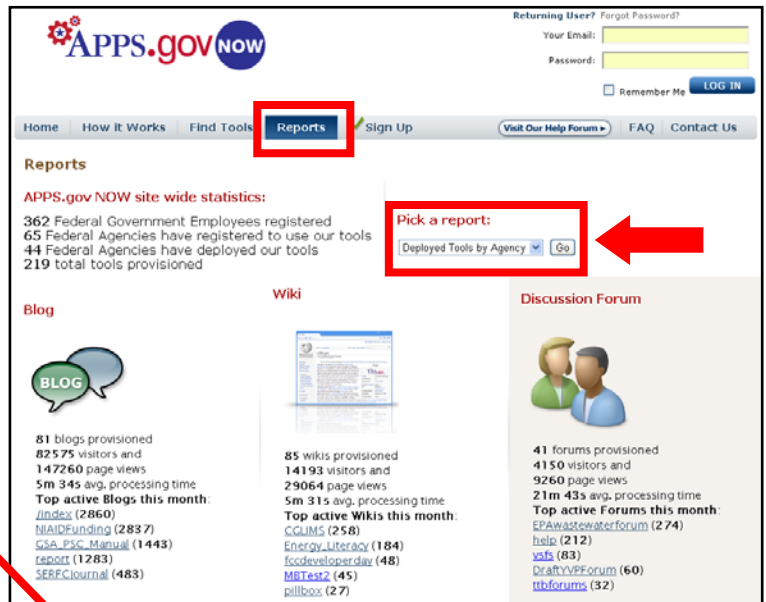 APPS.gov NOW
Returning User? Forgot Password?
Your Email:
Password:
Remember Me LOG IN
Home How it Works Find Tools Reports Sign Up Visit Our Help Forum FAQ Contact Us
Reports
APPS.gov NOW site wide statistics:
362 Federal Government Employees registered
65 Federal Agencies have registered to use our tools
44 Federal Agencies have deployed our tools
219 total tools provisioned
Pick a report:
Deployed Tools by Agency Go
Blog
BLOG
81 blogs provisioned
82575 visitors and
147260 page views
5m 34s avg. processing time
Top active Blogs this month:
/index (2860)
NIAIDFunding (2837)
GSA_PSC_Manual (1443)
report (1283)
SERFCJournal (483)
Wiki
85 wikis provisioned
14193 visitors and
29064 page views
5m 31s avg. processing time
Top active Wikis this month:
CGLIMS (258)
Energy_Literacy (184)
fccdeveloperday (48)
MBTest2 (45)
pillbox (27)
Discussion Forum
41 forums provisioned
4150 visitors and
9260 page views
21m 43s avg. processing time
Top active Forums this month:
EPAwastewaterforum (274)
help (212)
vsfs (83)
DraftYVPForum (60)
ttbforums (32)